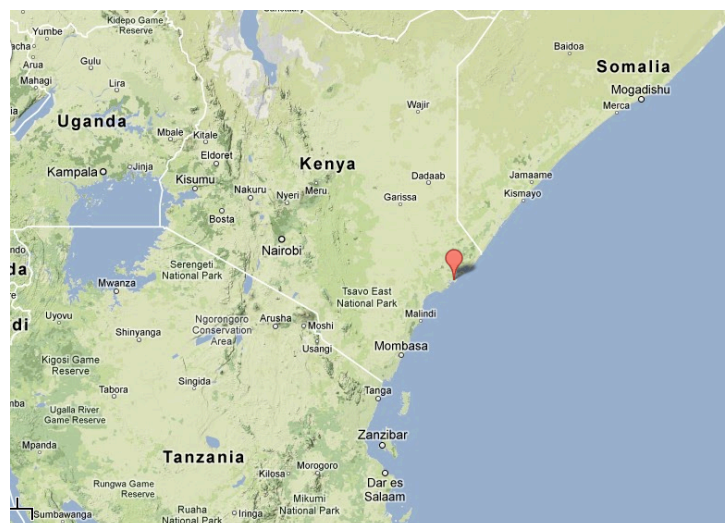 Sanctuary
Kidepo Game
Reserve
Yumbe
Arua
Gulu
Mahagi
Lira
Baidoa
Somalia
Mogadishu
Merca
Wajir
Uganda
Mbale
Kitale
Eldoret
Kenya
Kampala
Jinja
Kisumu
Nakuru
Nyeri
Meru
Dadaab
Garissa
Jamaame
Kismayo
Bosta
Nairobi
Serengeti
National Park
da
Mwanza
Tsavo East
National Park
Malindi
di
Uyovu
Shinyanga
Ngorongoro
Conservation
Area
Arusha
Moshi
Usangi
Mombasa
Kigosi Game
Reserve
Tabora
Singida
Tanga
Ugalla River
Game Reserve
Zanzibar
Mpanda
Tanzania
Kilosa
Morogoro
Dar es
Salaam
Rungwa Game
Reserve
Mikumi
National Park
Ruaha
National Park
Iringa
Sumbawanga